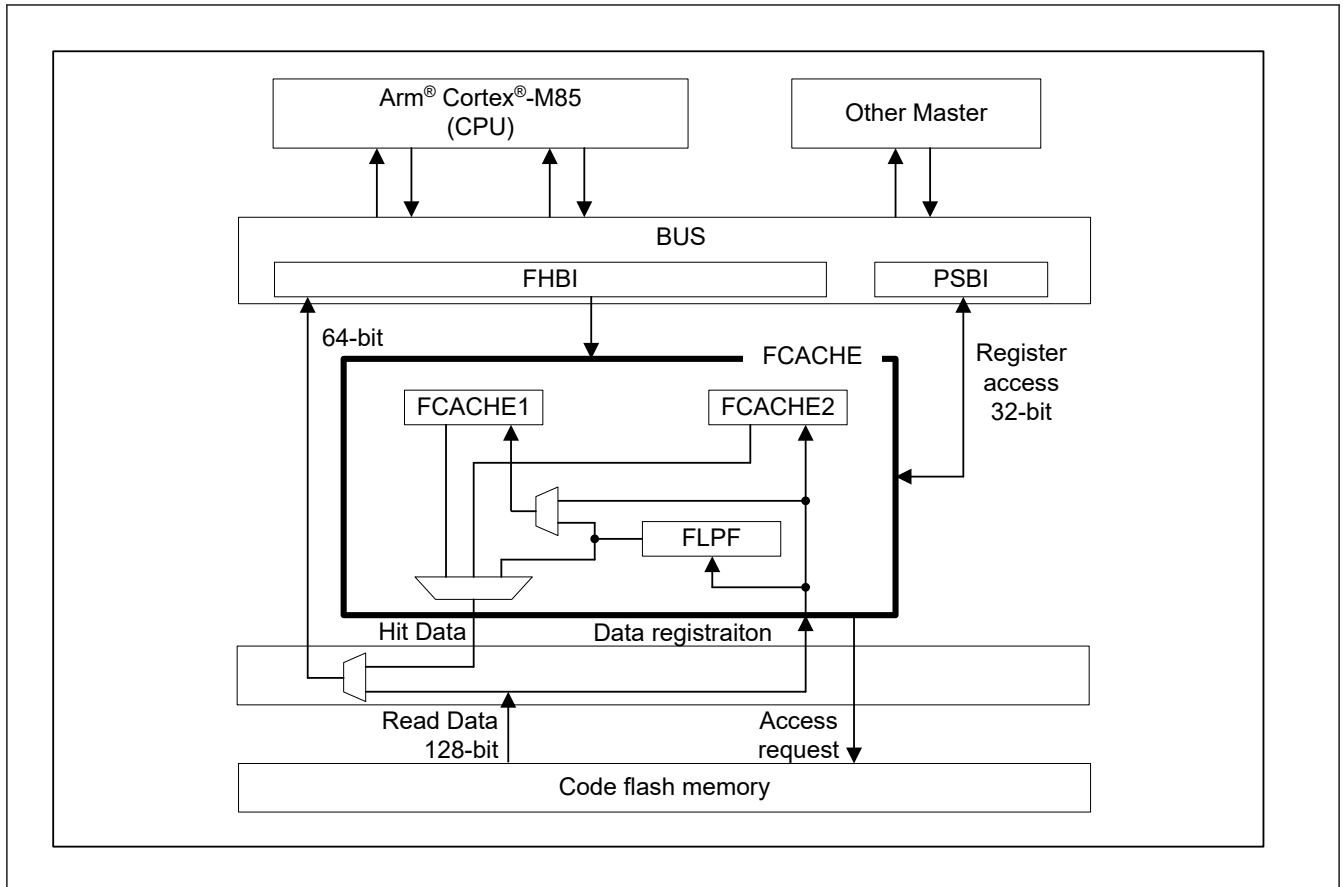 Arm® Cortex®-M85
(CPU)
Other Master
BUS
FHBI
PSBI
64-bit
FCACHE
Register
access
32-bit
FCACHE1
FCACHE2
FLPF
Hit Data
Data registraiton
Read Data
128-bit
Access
request
Code flash memory